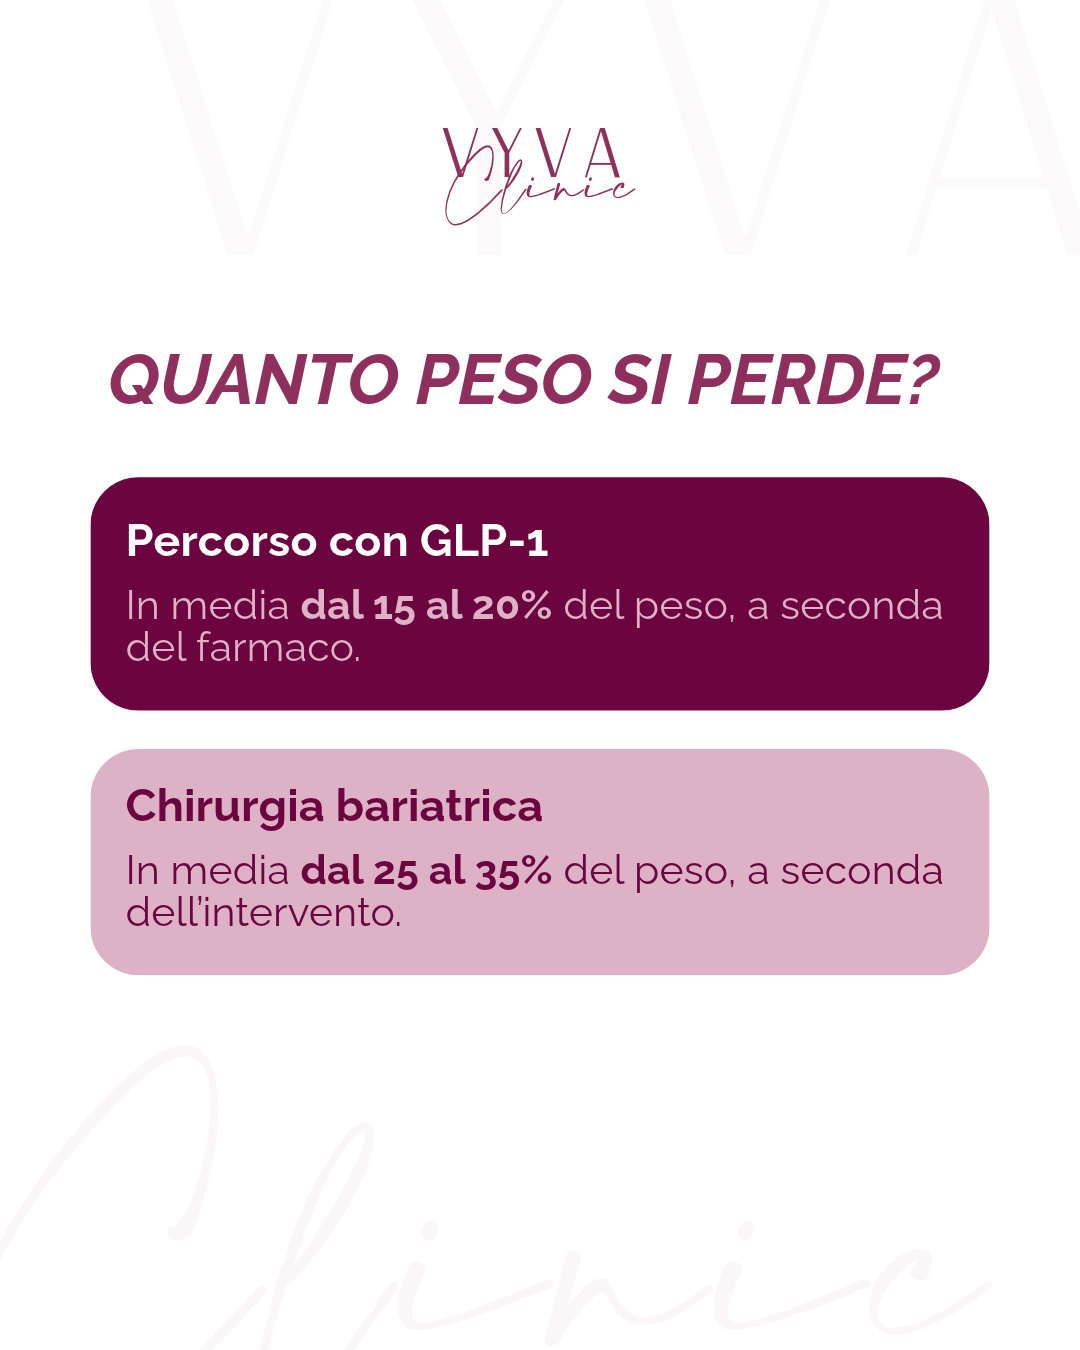 VYVA
Clinic
QUANTO PESO SI PERDE?
Percorso con GLP-1
In media dal 15 al 20% del peso, a seconda
del farmaco.
Chirurgia bariatrica
In media dal 25 al 35% del peso, a seconda
dell’intervento.